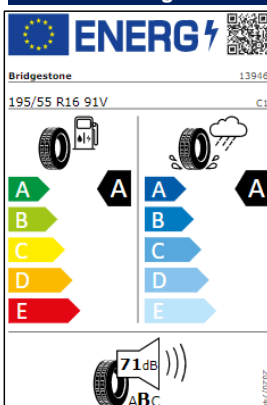 ENERG
Bridgestone 13946
195/55 R16 91V C1
A A A A
B B
C C
D D
E E
71dB
ABC